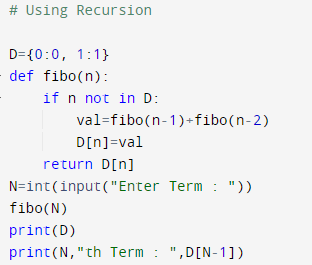 # Using Recursion
D={0:0, 1:1}
def fibo(n):
    if n not in D:
        val=fibo(n-1)+fibo(n-2)
        D[n]=val
    return D[n]
N=int(input("Enter Term : "))
fibo(N)
print(D)
print(N,"th Term : ",D[N-1])